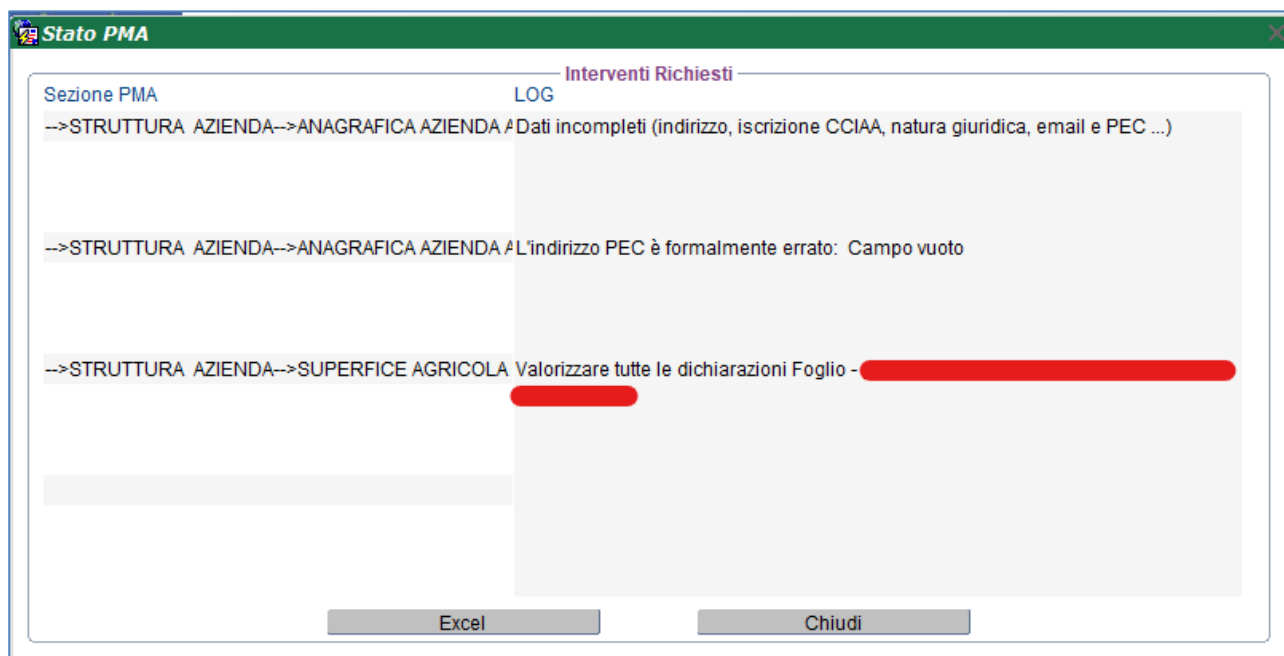 Stato PMA
Interventi Richiesti
Sezione PMA LOG
-->STRUTTURA AZIENDA-->ANAGRAFICA AZIENDA A Dati incompleti (indirizzo, iscrizione CCIAA, natura giuridica, email e PEC ...)
-->STRUTTURA AZIENDA-->ANAGRAFICA AZIENDA A L'indirizzo PEC è formalmente errato: Campo vuoto
-->STRUTTURA AZIENDA-->SUPERFICE AGRICOLA Valorizzare tutte le dichiarazioni Foglio -
Excel Chiudi